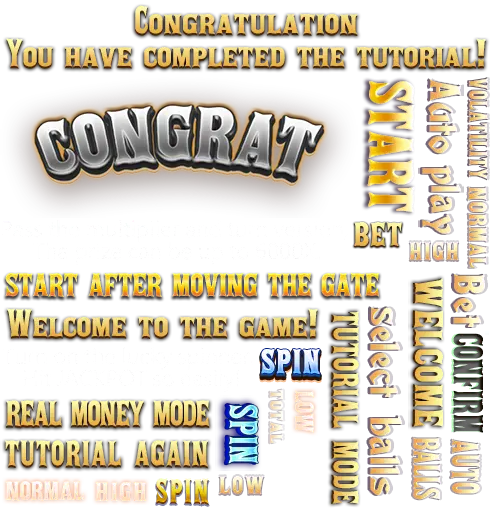 Congratulation
You have completed the tutorial!
CONGRAT
START
Auto play
VOLATILITY NORMAL
BET
HIGH
START AFTER MOVING THE GATE
Welcome to the game!
SPIN
TUTORIAL MODE
Select balls
WELCOME
Bet
CONFIRM
BALLS
AUTO
LOW
TOTAL
REAL MONEY MODE
SPIN
TUTORIAL AGAIN
NORMAL HIGH
SPIN
LOW